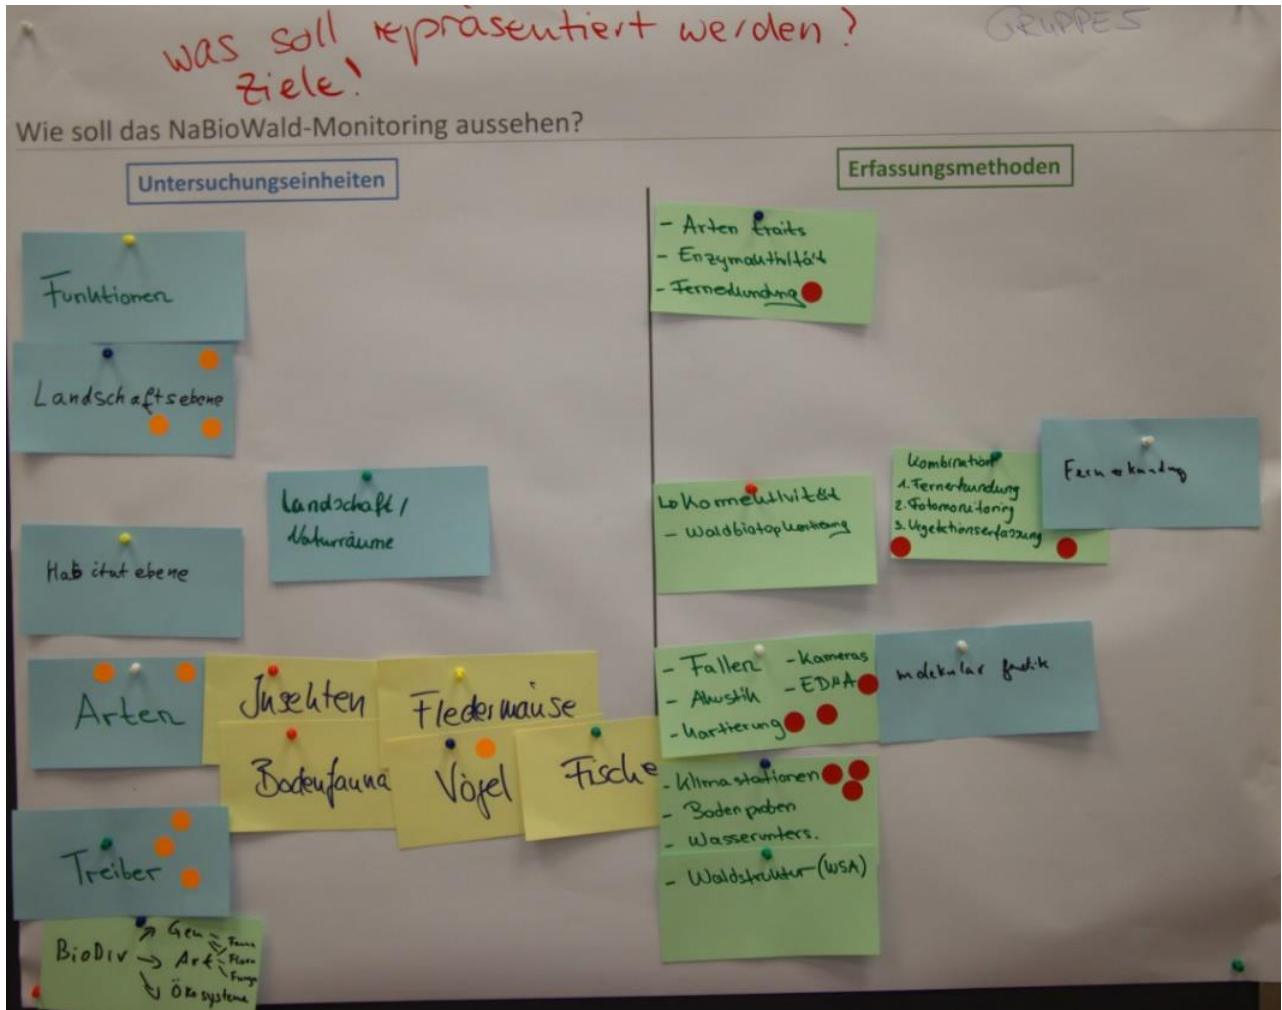 was soll repräsentiert werden?
Ziele!
GRUPPE 5
Wie soll das NaBioWald-Monitoring aussehen?
Untersuchungseinheiten
Funktionen
Landschaftsebene
Landschaft/
Naturräume
Habitatebene
Arten
Insekten
Fledermäuse
Bodenfauna
Vögel
Fische
Treiber
BioDiv
Gen
Art
Ökosysteme
Fauna
Flora
Funga
Erfassungsmethoden
- Arten traits
- Enzymaktivität
- Fernerkundung
Konnektivität
- Waldbiotopkartierung
Kombination
1. Fernerkundung
2. Fotomonitoring
3. Vegetationserfassung
Fernerkundung
- Fallen
- Kameras
- Akustik
- EDNA
- Kartierung
molekular genetik
- Klimastationen
- Bodenproben
- Wasserunters.
- Waldstruktur (WSA)